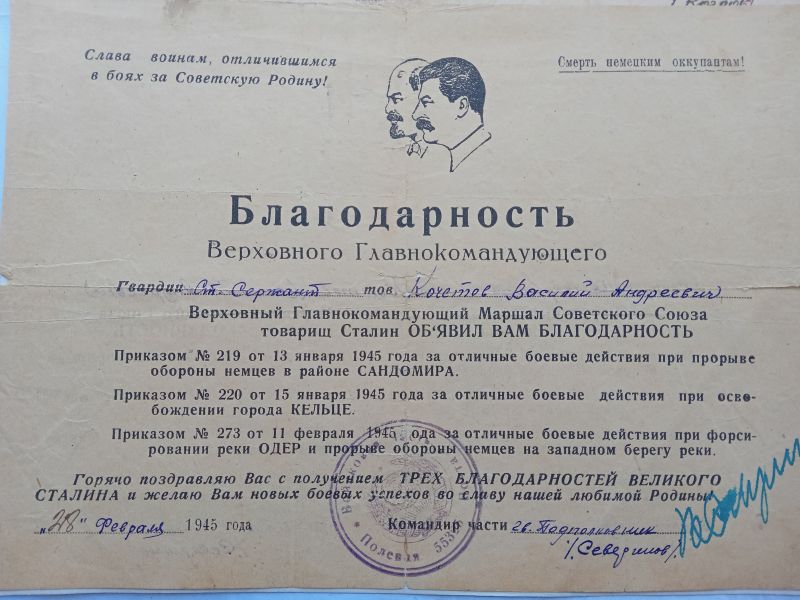 Слава воинам, отличившимся
в боях за Советскую Родину!
Смерть немецким оккупантам!
Благодарность
Верховного Главнокомандующего
Гвардии Ст. Сержант тов Кочетов Василий Андреевич
Верховный Главнокомандующий Маршал Советского Союза
товарищ Сталин ОБ'ЯВИЛ ВАМ БЛАГОДАРНОСТЬ
Приказом № 219 от 13 января 1945 года за отличные боевые действия при прорыве
обороны немцев в районе САНДОМИРА.
Приказом № 220 от 15 января 1945 года за отличные боевые действия при осво-
бождении города КЕЛЬЦЕ.
Приказом № 273 от 11 февраля 1945 года за отличные боевые действия при форси-
ровании реки ОДЕР и прорыве обороны немцев на западном берегу реки.
Горячо поздравляю Вас с получением ТРЕХ БЛАГОДАРНОСТЕЙ ВЕЛИКОГО
СТАЛИНА и желаю Вам новых боевых успехов во славу нашей любимой Родины
"28" Февраля 1945 года
Командир части гв. Подполковник
/Северинов/
Полевая